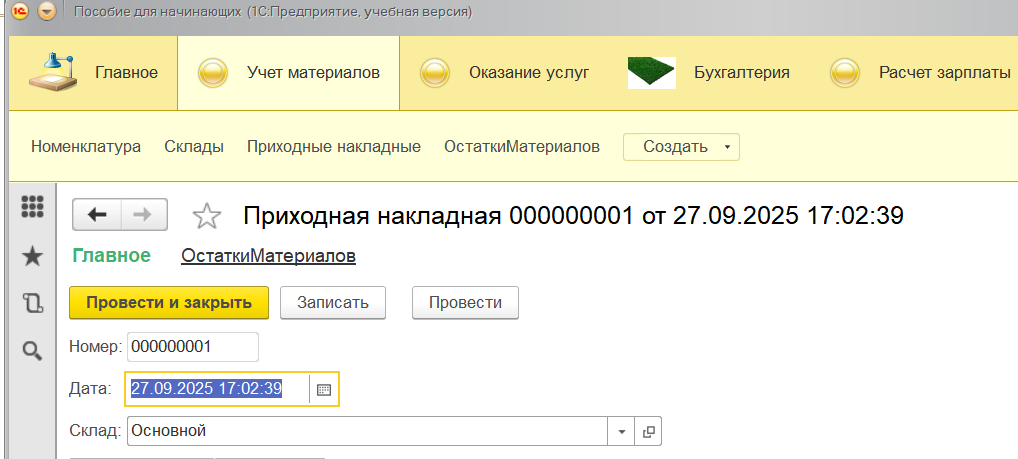 1С Пособие для начинающих (1С:Предприятие, учебная версия)
Главное Учет материалов Оказание услуг Бухгалтерия Расчет зарплаты
Номенклатура Склады Приходные накладные ОстаткиМатериалов Создать
Приходная накладная 000000001 от 27.09.2025 17:02:39
Главное ОстаткиМатериалов
Провести и закрыть Записать Провести
Номер: 000000001
Дата: 27.09.2025 17:02:39
Склад: Основной